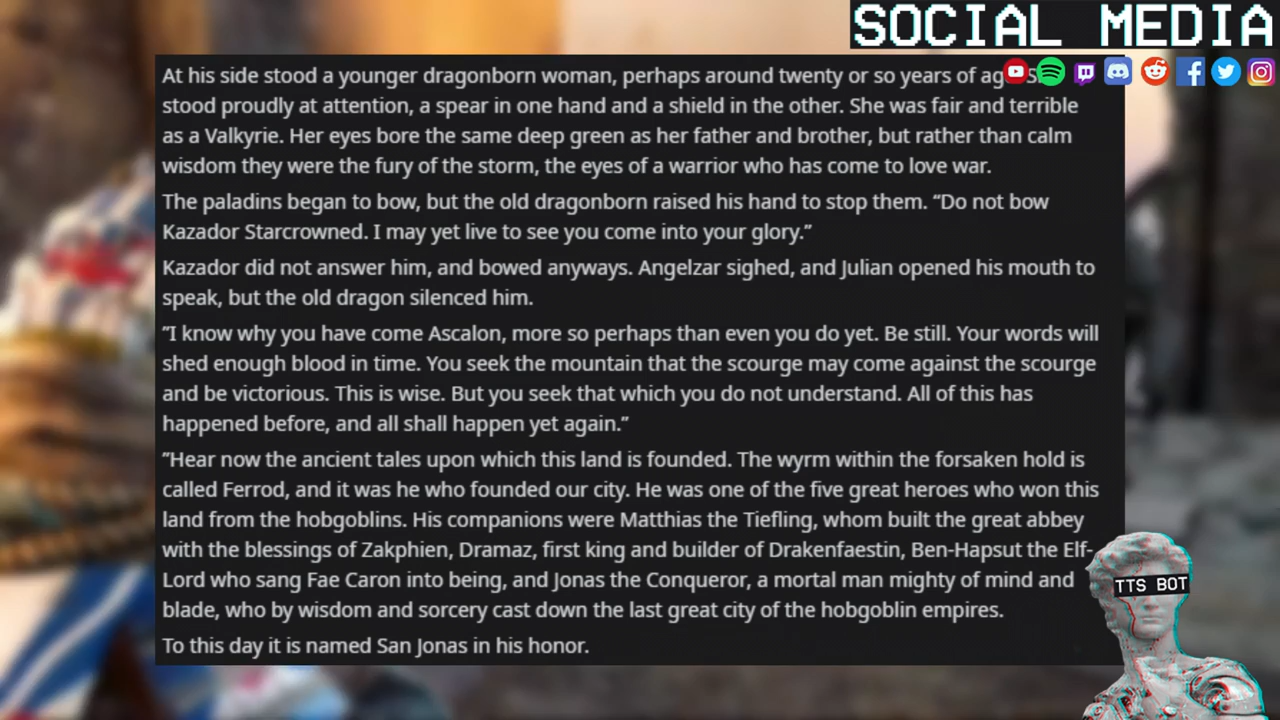 SOCIAL MEDIA
At his side stood a younger dragonborn woman, perhaps around twenty or so years of
stood proudly at attention, a spear in one hand and a shield in the other. She was fair and terrible
as a Valkyrie. Her eyes bore the same deep green as her father and brother, but rather than calm
wisdom they were the fury of the storm, the eyes of a warrior who has come to love war.
The paladins began to bow, but the old dragonborn raised his hand to stop them. “Do not bow
Kazador Starcrowned. I may yet live to see you come into your glory.”
Kazador did not answer him, and bowed anyways. Angelzar sighed, and Julian opened his mouth to
speak, but the old dragon silenced him.
”I know why you have come Ascalon, more so perhaps than even you do yet. Be still. Your words will
shed enough blood in time. You seek the mountain that the scourge may come against the scourge
and be victorious. This is wise. But you seek that which you do not understand. All of this has
happened before, and all shall happen yet again.”
”Hear now the ancient tales upon which this land is founded. The wyrm within the forsaken hold is
called Ferrod, and it was he who founded our city. He was one of the five great heroes who won this
land from the hobgoblins. His companions were Matthias the Tiefling, whom built the great abbey
with the blessings of Zakphien, Dramaz, first king and builder of Drakenfaestin, Ben-Hapsut the Elf-
Lord who sang Fae Caron into being, and Jonas the Conqueror, a mortal man mighty of mind and
blade, who by wisdom and sorcery cast down the last great city of the hobgoblin empires.
To this day it is named San Jonas in his honor.
TTS BOT